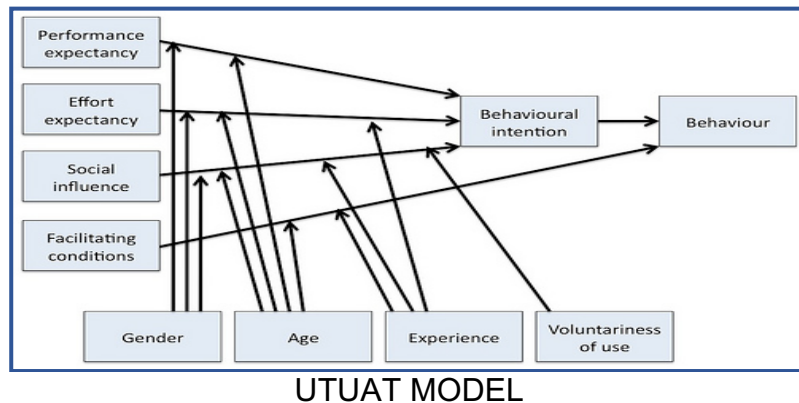 Performance
expectancy
Effort
expectancy
Behavioural
intention
Behaviour
Social
influence
Facilitating
conditions
Gender
Age
Experience
Voluntariness
of use
UTUAT MODEL